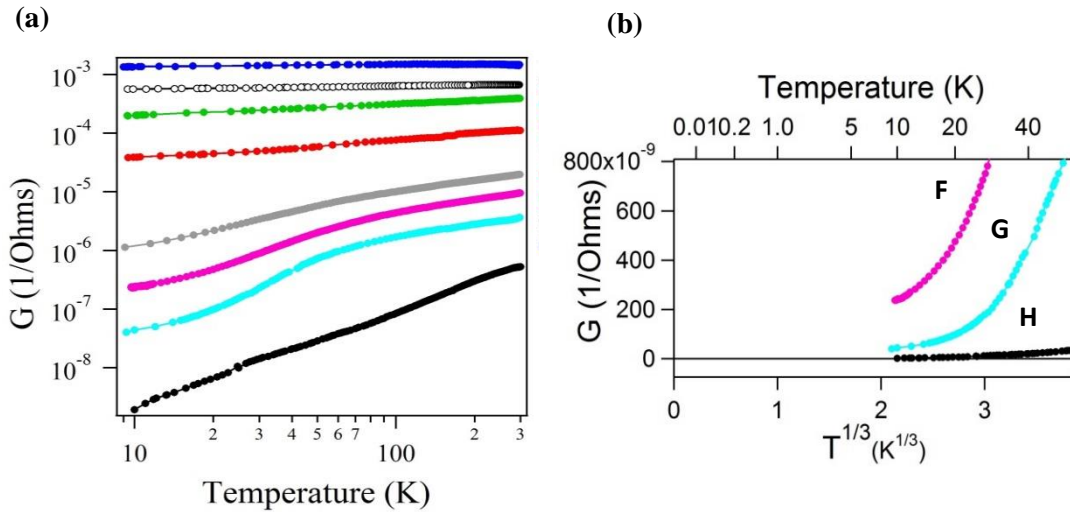 (a)
10⁻³
10⁻⁴
10⁻⁵
10⁻⁶
10⁻⁷
10⁻⁸
G (1/Ohms)
10 2 3 4 5 6 7 100 2 3
Temperature (K)
(b)
Temperature (K)
0.01 0.2 1.0 5 10 20 40
800x10⁻⁹
600
400
200
0
G (1/Ohms)
F
G
H
0 1 2 3
T^1/3 (K^1/3)